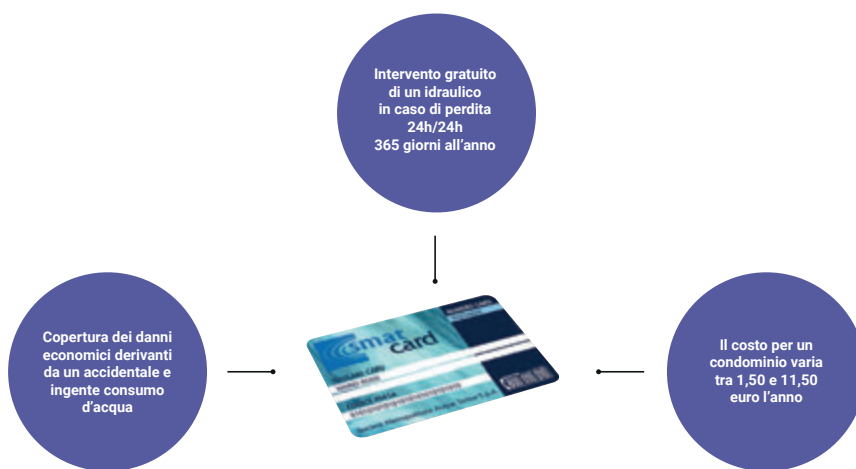 Intervento gratuito
di un idraulico
in caso di perdita
24h/24h
365 giorni all'anno
Copertura dei danni
economici derivanti
da un accidentale e
ingente consumo
d'acqua
smat
card
Il costo per un
condominio varia
tra 1,50 e 11,50
euro l'anno